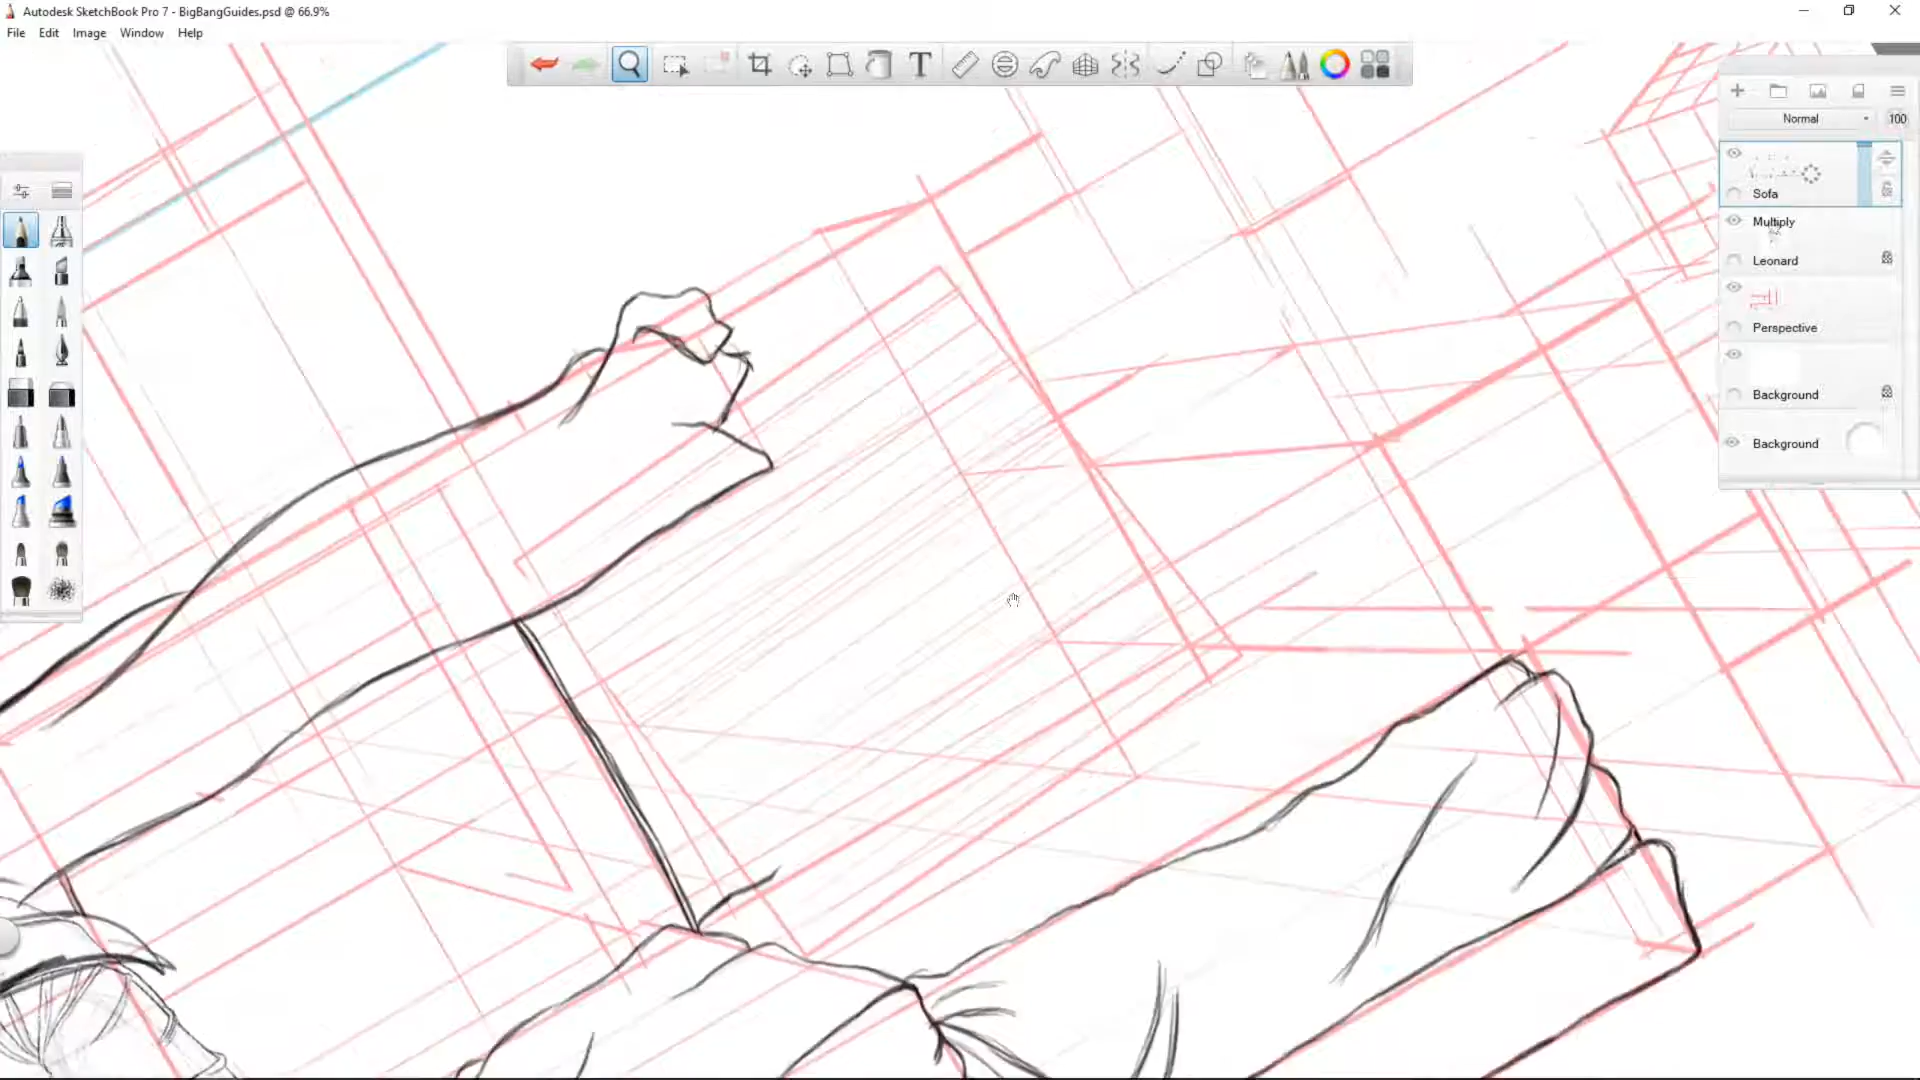 Autodesk SketchBook Pro 7 - BigBangGuides.psd @ 66.9%
File Edit Image Window Help
T
Normal 100
Sofa
Multiply
Leonard
Perspective
Background
Background